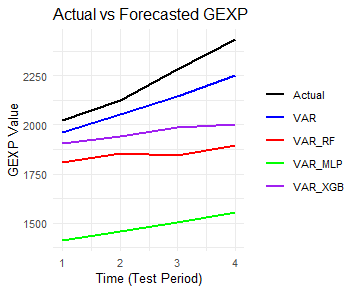 Actual vs Forecasted GEXP
GEXP Value
2250
2000
1750
1500
1 2 3 4
Time (Test Period)
Actual
VAR
VAR_RF
VAR_MLP
VAR_XGB